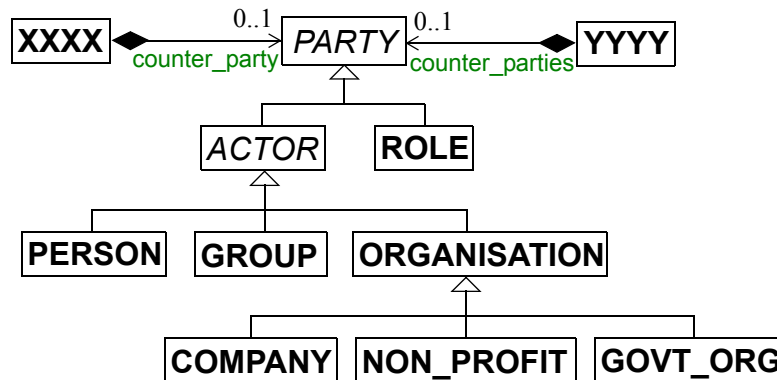 0..1 0..1
XXXX PARTY YYYY
counter_party counter_parties
ACTOR ROLE
PERSON GROUP ORGANISATION
COMPANY NON_PROFIT GOVT_ORG